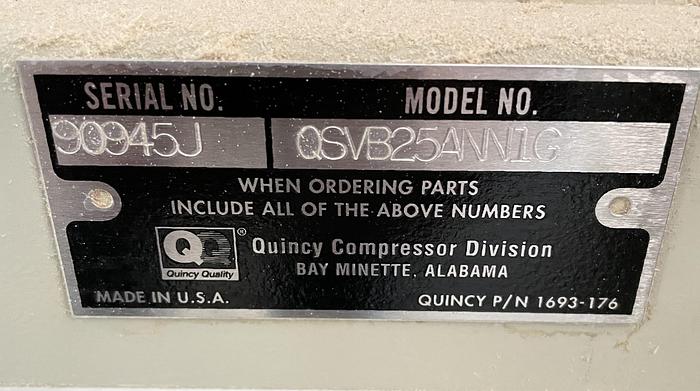 SERIAL NO. MODEL NO.
90945J QSVB25ANN1G
WHEN ORDERING PARTS
INCLUDE ALL OF THE ABOVE NUMBERS
Q ® Quincy Compressor Division
Quincy Quality BAY MINETTE, ALABAMA
MADE IN U.S.A. QUINCY P/N 1693-176